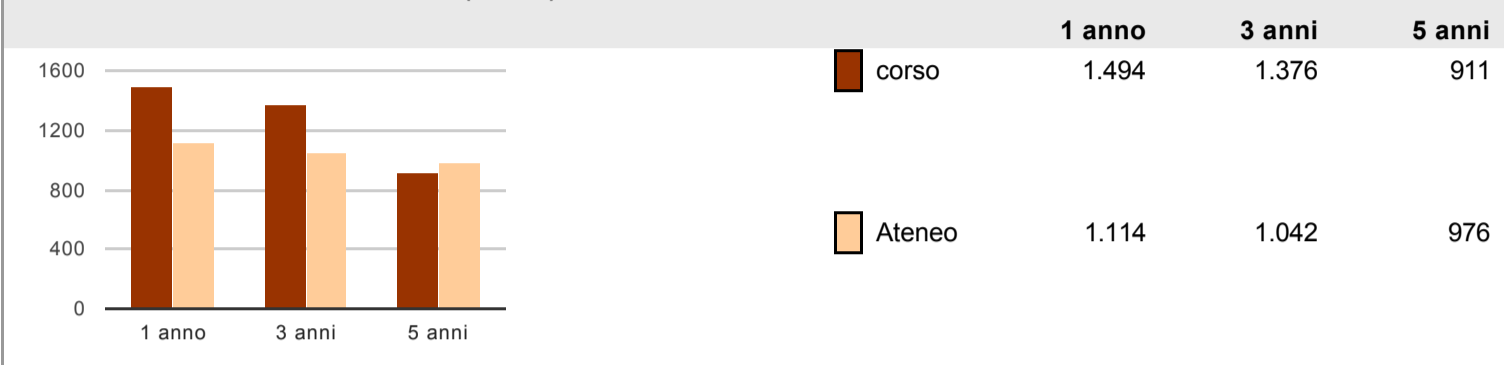 1 anno 3 anni 5 anni
1600
1200
800
400
0
1 anno 3 anni 5 anni
corso 1.494 1.376 911
Ateneo 1.114 1.042 976